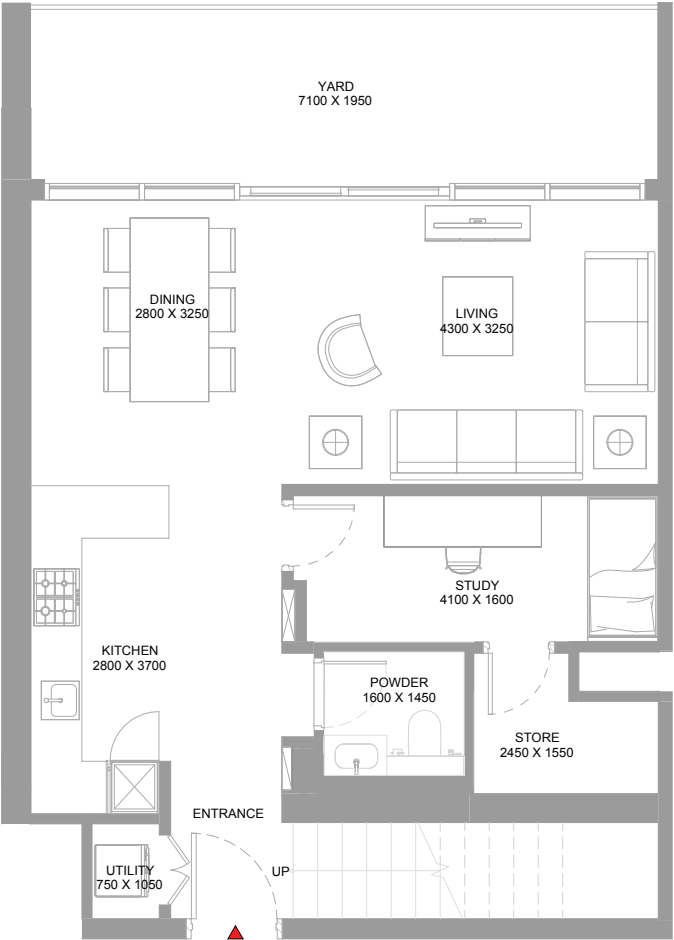 YARD
7100 X 1950
DINING
2800 X 3250
LIVING
4300 X 3250
STUDY
4100 X 1600
KITCHEN
2800 X 3700
POWDER
1600 X 1450
STORE
2450 X 1550
ENTRANCE
UTILITY
750 X 1050
UP